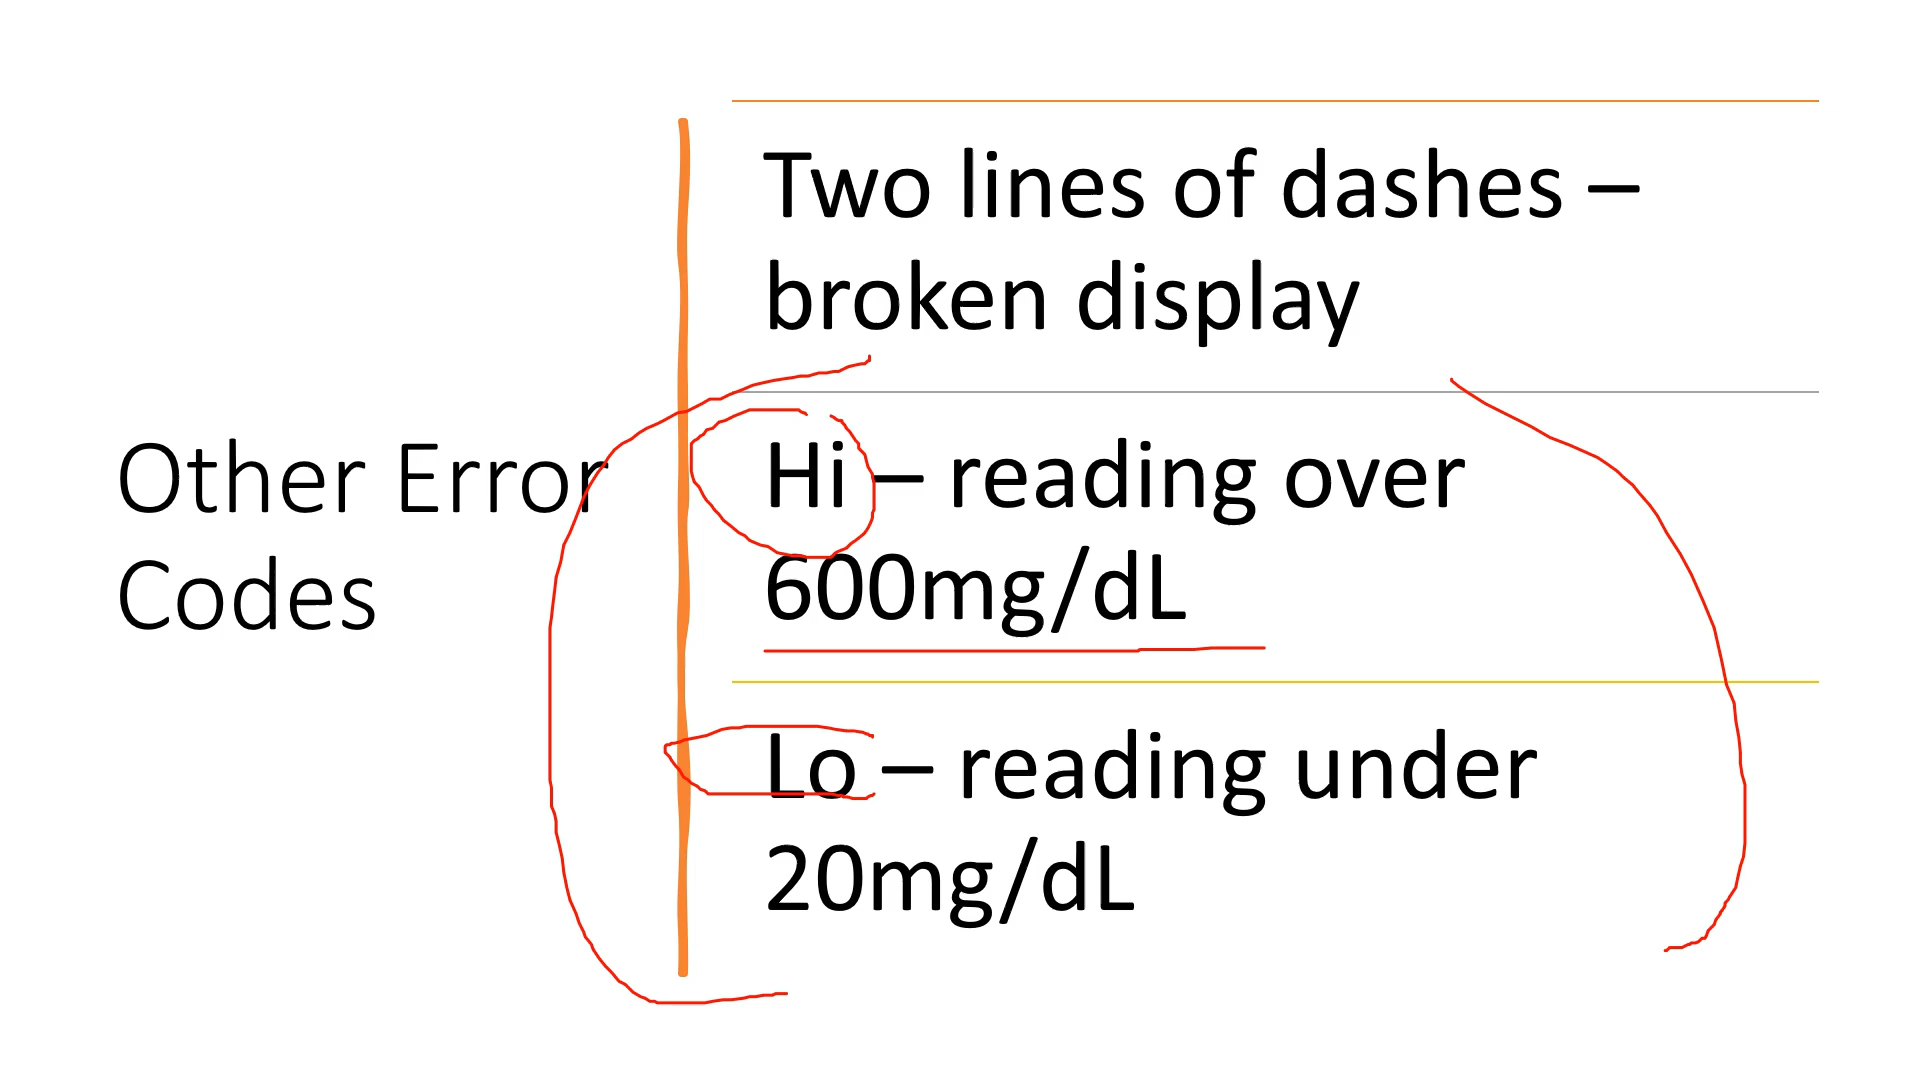 Other Error
Codes
Two lines of dashes –
broken display
Hi – reading over
600mg/dL
Lo – reading under
20mg/dL